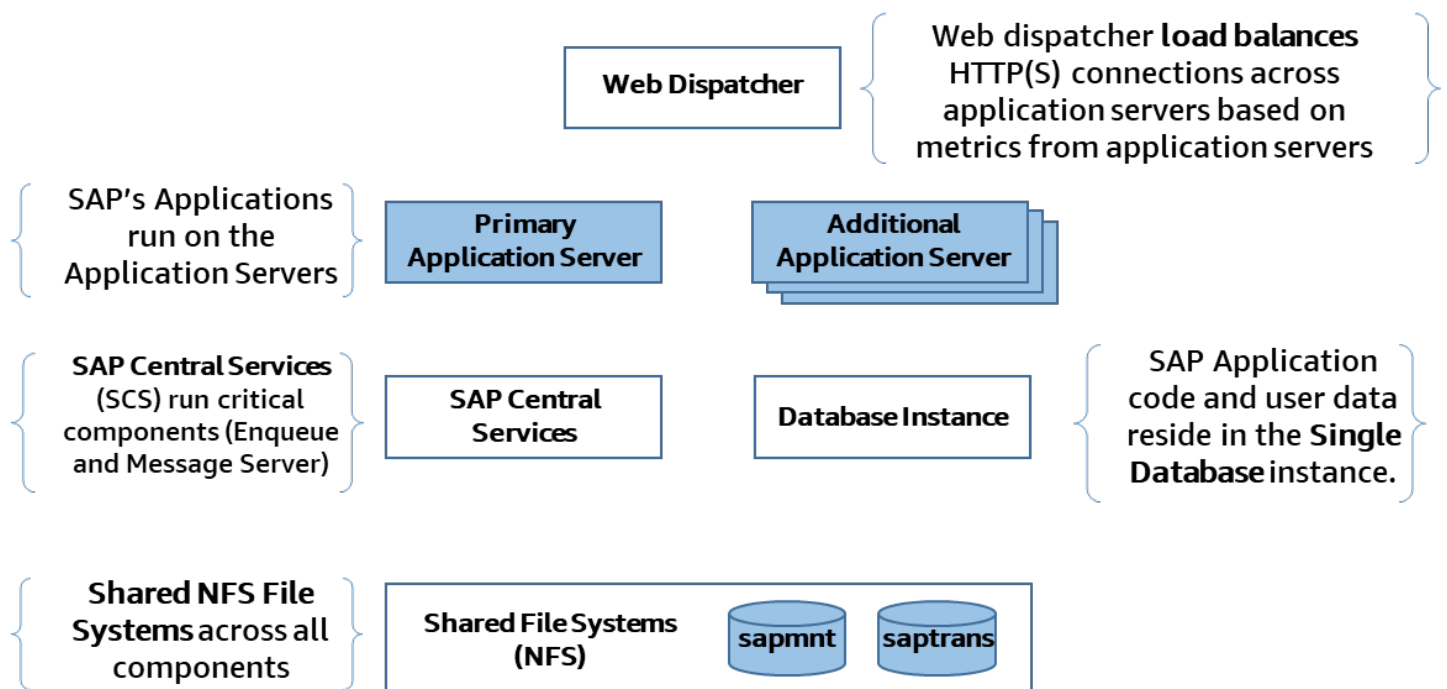 Web Dispatcher
Web dispatcher load balances
HTTP(S) connections across
application servers based on
metrics from application servers
SAP's Applications
run on the
Application Servers
Primary
Application Server
Additional
Application Server
SAP Central Services
(SCS) run critical
components (Enqueue
and Message Server)
SAP Central
Services
Database Instance
SAP Application
code and user data
reside in the Single
Database instance.
Shared NFS File
Systems across all
components
Shared File Systems
(NFS)
sapmnt
saptrans